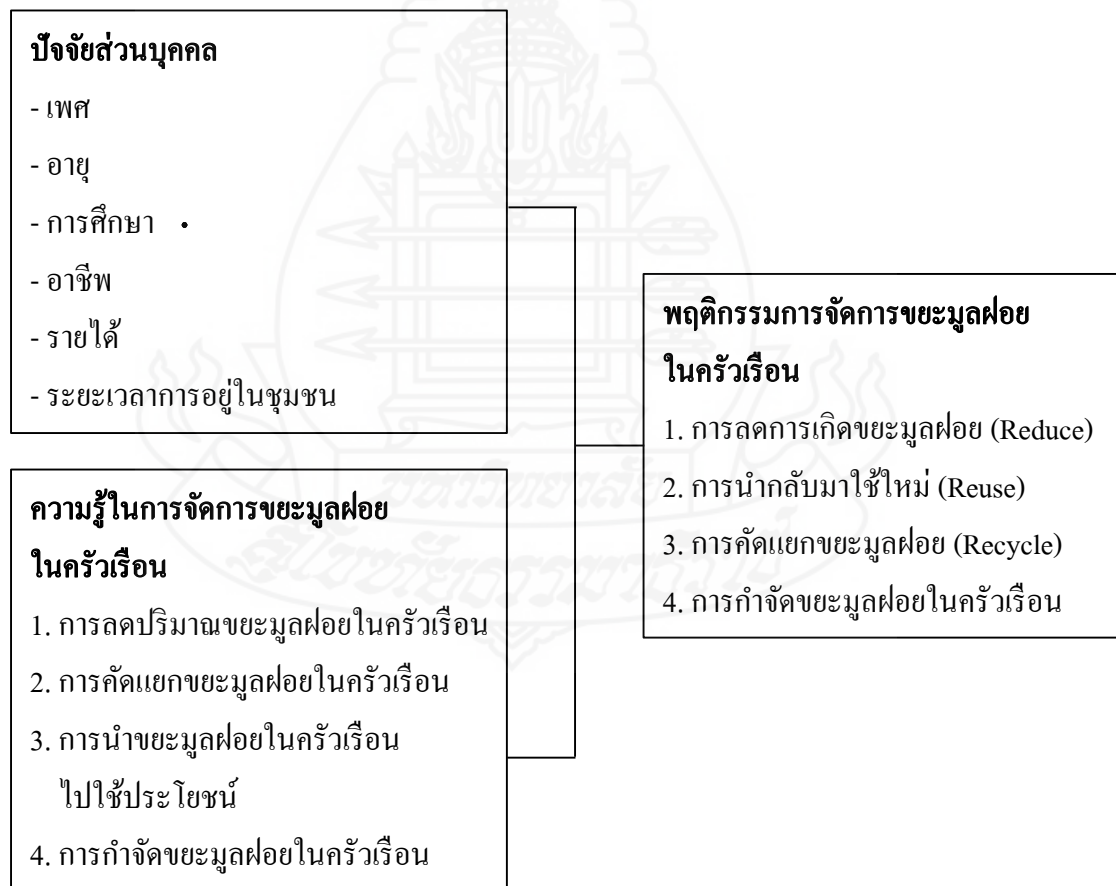 ปัจจัยส่วนบุคคล
- เพศ
- อายุ
- การศึกษา
- อาชีพ
- รายได้
- ระยะเวลาการอยู่ในชุมชน
ความรู้ในการจัดการขยะมูลฝอย
ในครัวเรือน
1. การลดปริมาณขยะมูลฝอยในครัวเรือน
2. การคัดแยกขยะมูลฝอยในครัวเรือน
3. การนำขยะมูลฝอยในครัวเรือน
ไปใช้ประโยชน์
4. การกำจัดขยะมูลฝอยในครัวเรือน
พฤติกรรมการจัดการขยะมูลฝอย
ในครัวเรือน
1. การลดการเกิดขยะมูลฝอย (Reduce)
2. การนำกลับมาใช้ใหม่ (Reuse)
3. การคัดแยกขยะมูลฝอย (Recycle)
4. การกำจัดขยะมูลฝอยในครัวเรือน